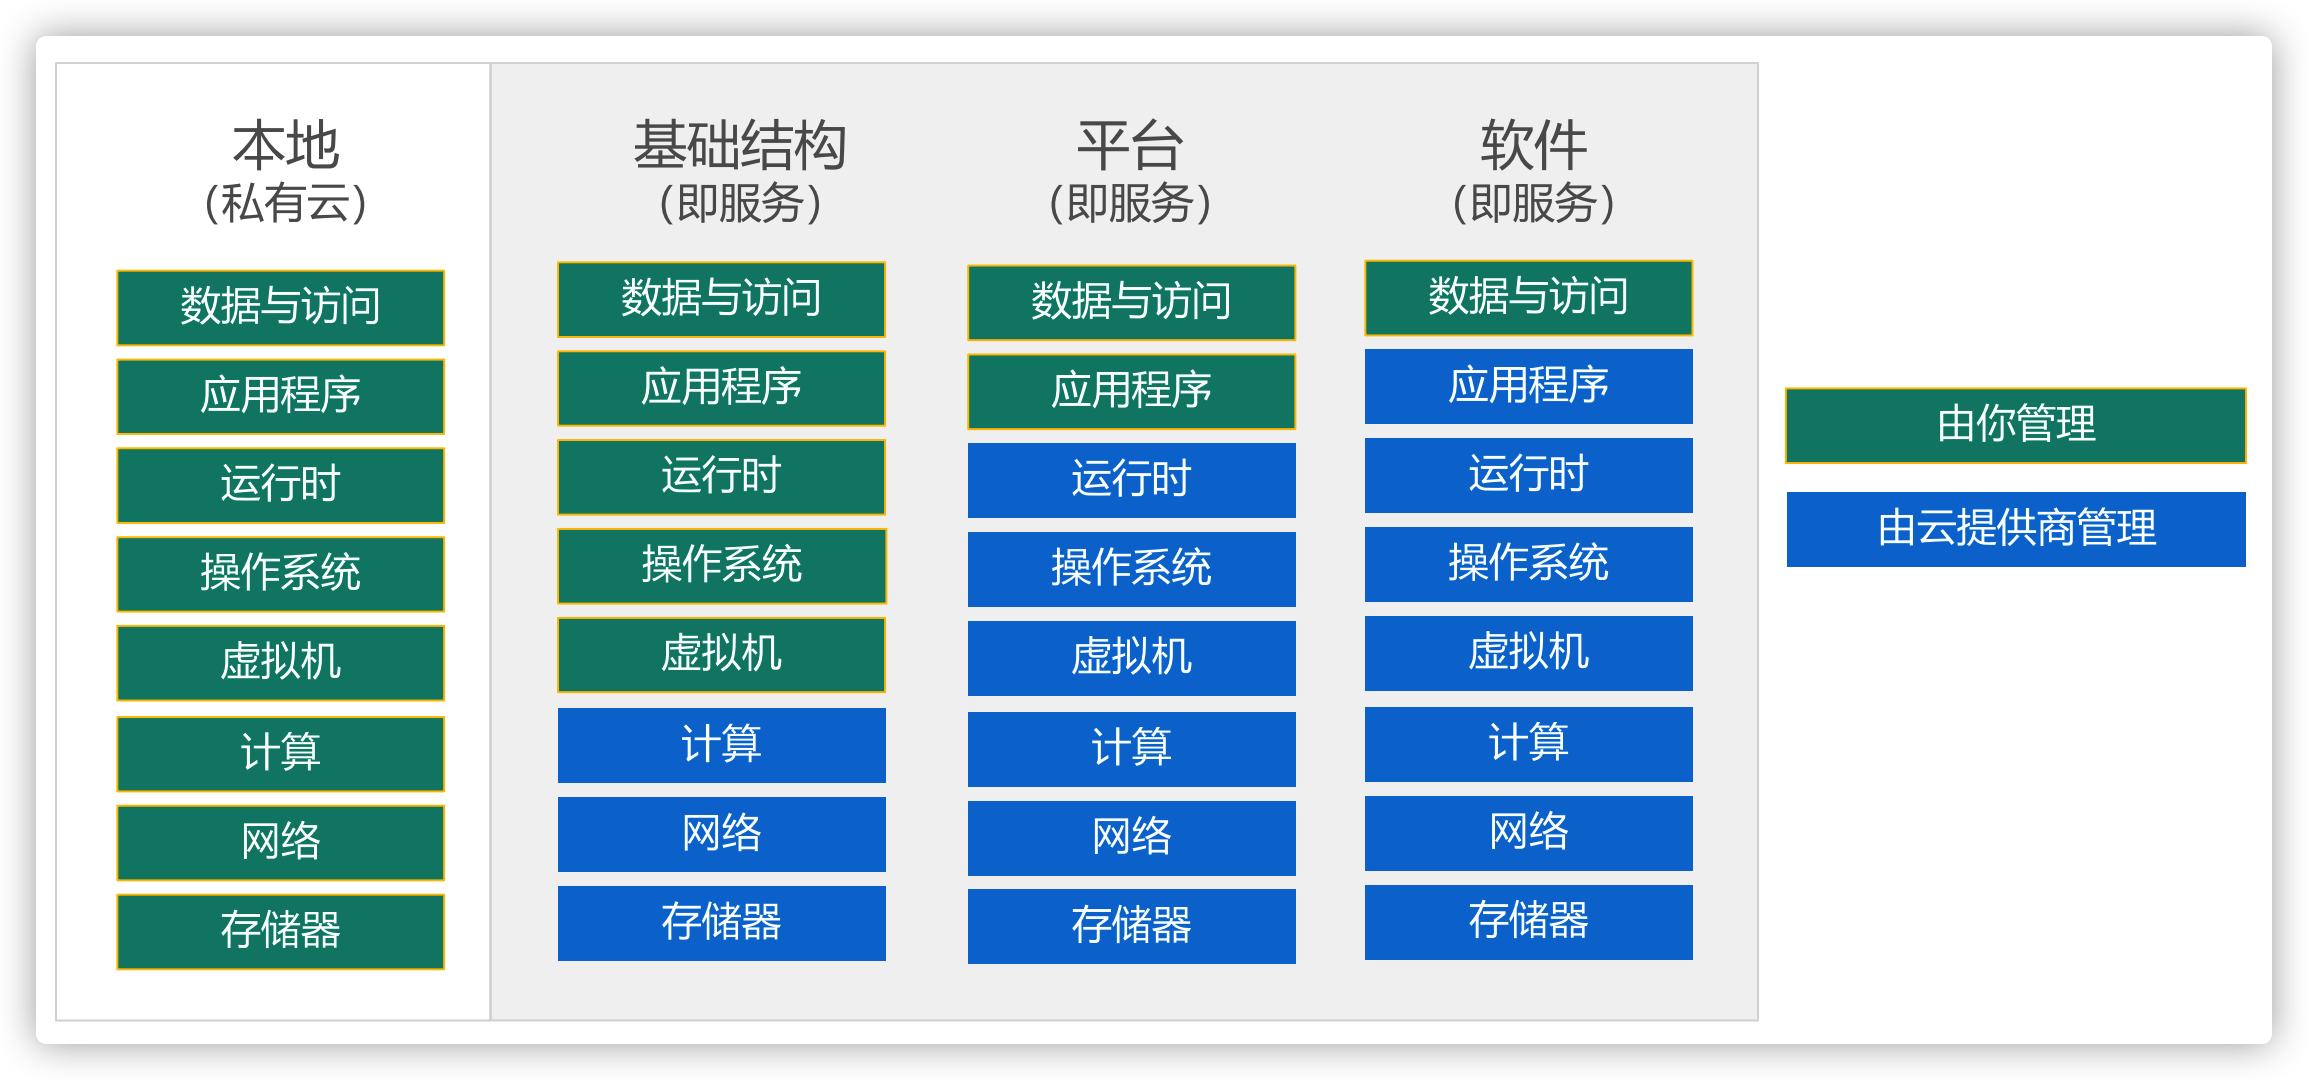 本地
(私有云)
数据与访问
应用程序
运行时
操作系统
虚拟机
计算
网络
存储器
基础结构
(即服务)
数据与访问
应用程序
运行时
操作系统
虚拟机
计算
网络
存储器
平台
(即服务)
数据与访问
应用程序
运行时
操作系统
虚拟机
计算
网络
存储器
软件
(即服务)
数据与访问
应用程序
运行时
操作系统
虚拟机
计算
网络
存储器
由你管理
由云提供商管理